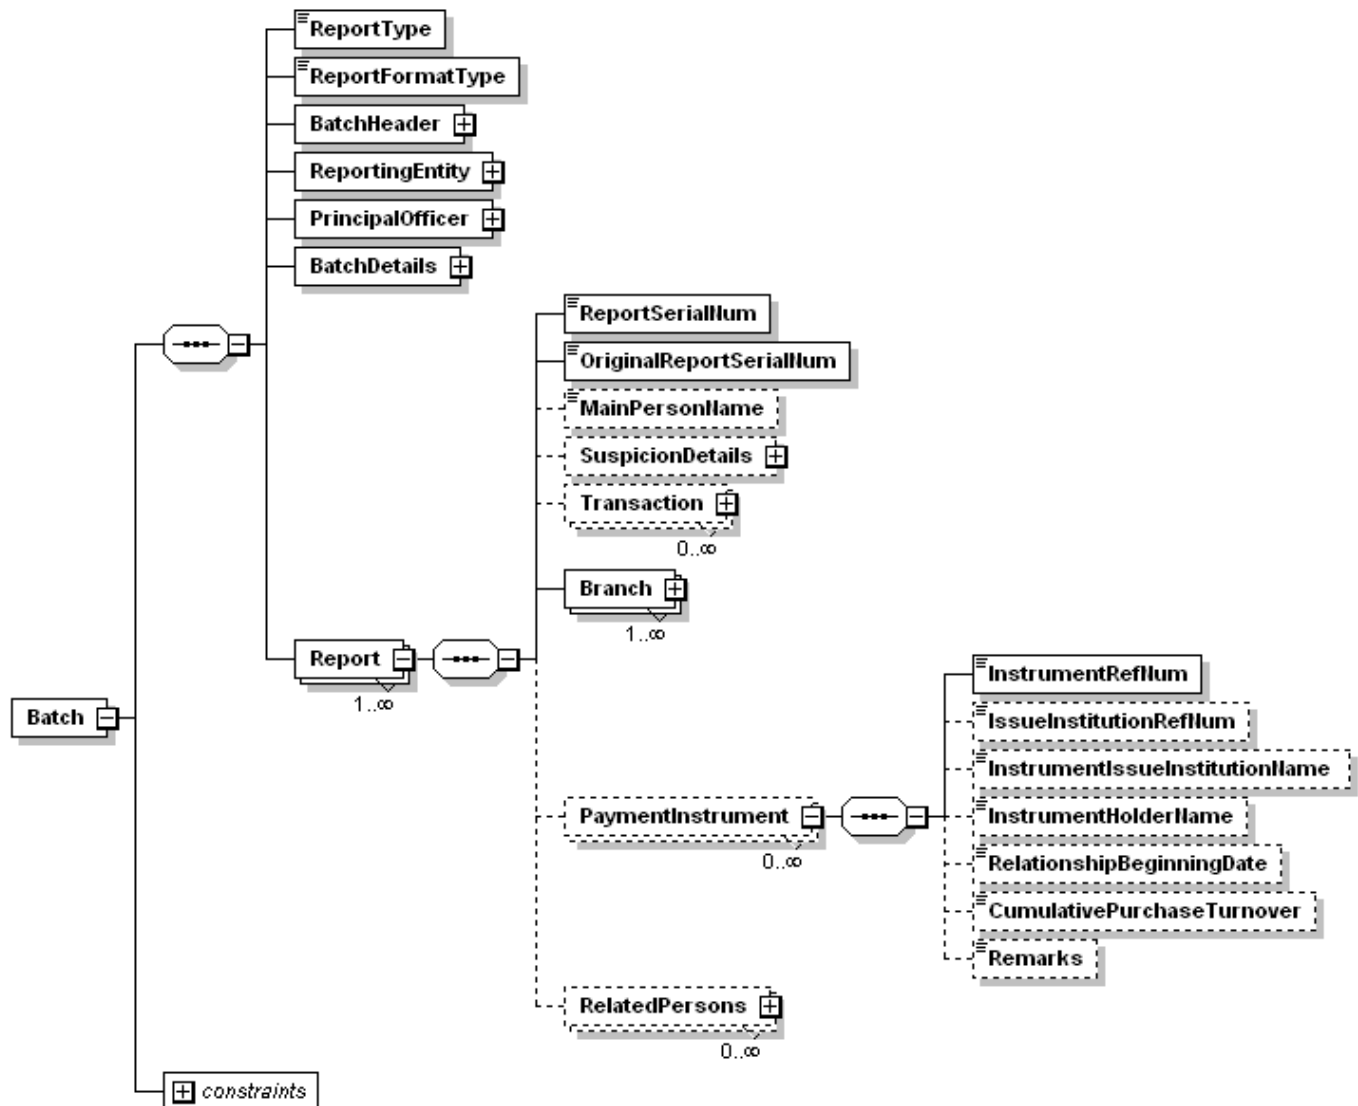 ReportType
ReportFormatType
BatchHeader
ReportingEntity
PrincipalOfficer
BatchDetails
ReportSerialNum
OriginalReportSerialNum
MainPersonName
SuspicionDetails
Transaction
0..∞
Branch
1..∞
Report
1..∞
Batch
InstrumentRefNum
IssueInstitutionRefNum
InstrumentIssueInstitutionName
PaymentInstrument
0..∞
InstrumentHolderName
RelationshipBeginningDate
CumulativePurchaseTurnover
Remarks
RelatedPersons
0..∞
constraints